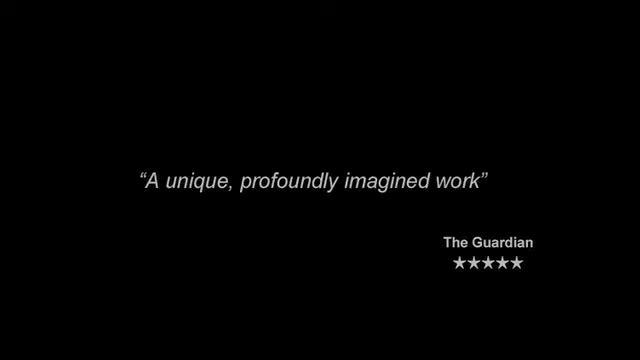 “A unique, profoundly imagined work”
The Guardian
★★★★★